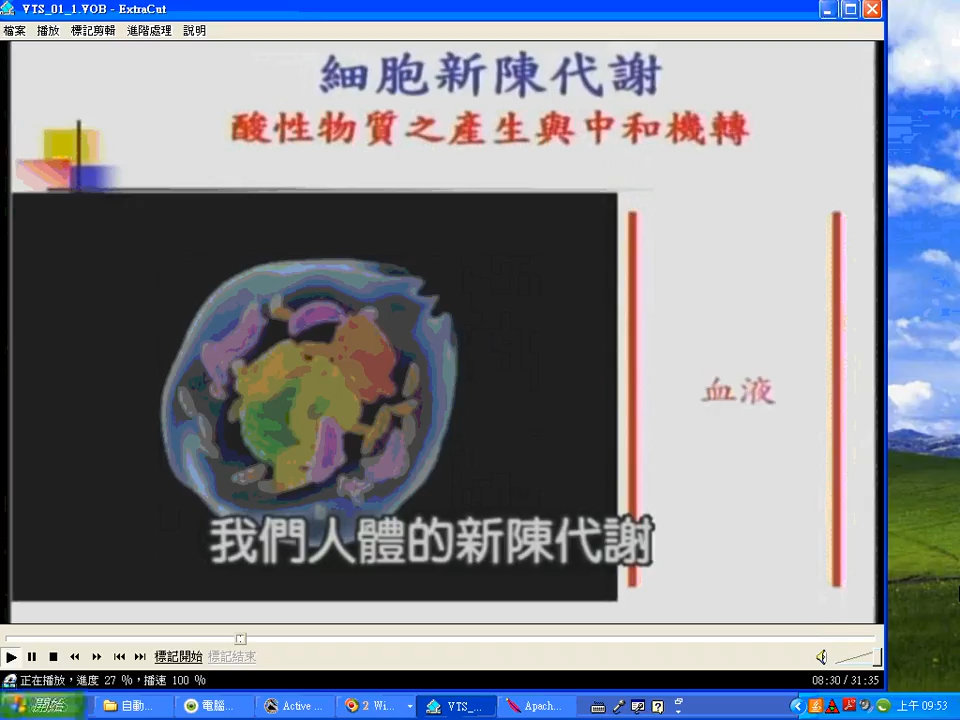 VTS_01_1.VOB - ExtraCut
檔案 播放 標記剪輯 進階處理 說明
細胞新陳代謝
酸性物質之產生與中和機轉
血液
我們人體的新陳代謝
標記開始 標記結束
正在播放，進度 27 %，播速 100 % 08:30 / 31:35
開始 自動... 電腦... Active ... 2 Wi... VTS_... Apach... 上午 09:53